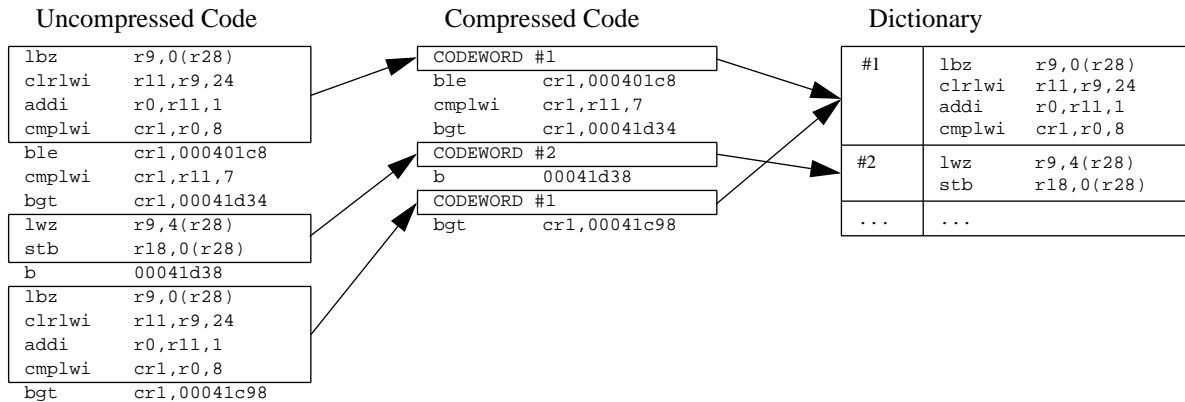 Uncompressed Code
lbz r9,0(r28)
clrlwi r11,r9,24
addi r0,r11,1
cmplwi cr1,r0,8
ble cr1,000401c8
cmplwi cr1,r11,7
bgt cr1,00041d34
lwz r9,4(r28)
stb r18,0(r28)
b 00041d38
lbz r9,0(r28)
clrlwi r11,r9,24
addi r0,r11,1
cmplwi cr1,r0,8
bgt cr1,00041c98
Compressed Code
CODEWORD #1
ble cr1,000401c8
cmplwi cr1,r11,7
bgt cr1,00041d34
CODEWORD #2
b 00041d38
CODEWORD #1
bgt cr1,00041c98
Dictionary
#1 lbz r9,0(r28)
clrlwi r11,r9,24
addi r0,r11,1
cmplwi cr1,r0,8
#2 lwz r9,4(r28)
stb r18,0(r28)
... ...